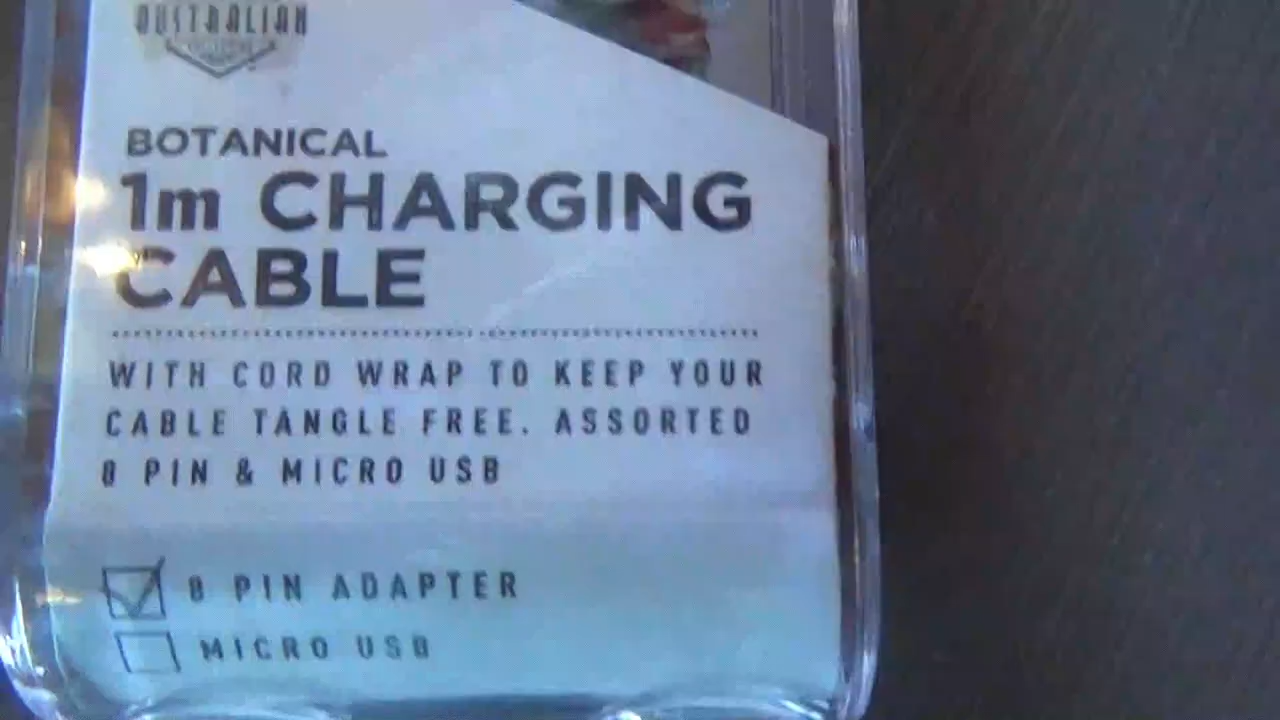 AUSTRALIAN
BOTANICAL
1m CHARGING
CABLE
WITH CORD WRAP TO KEEP YOUR
CABLE TANGLE FREE. ASSORTED
8 PIN & MICRO USB
8 PIN ADAPTER
MICRO USB